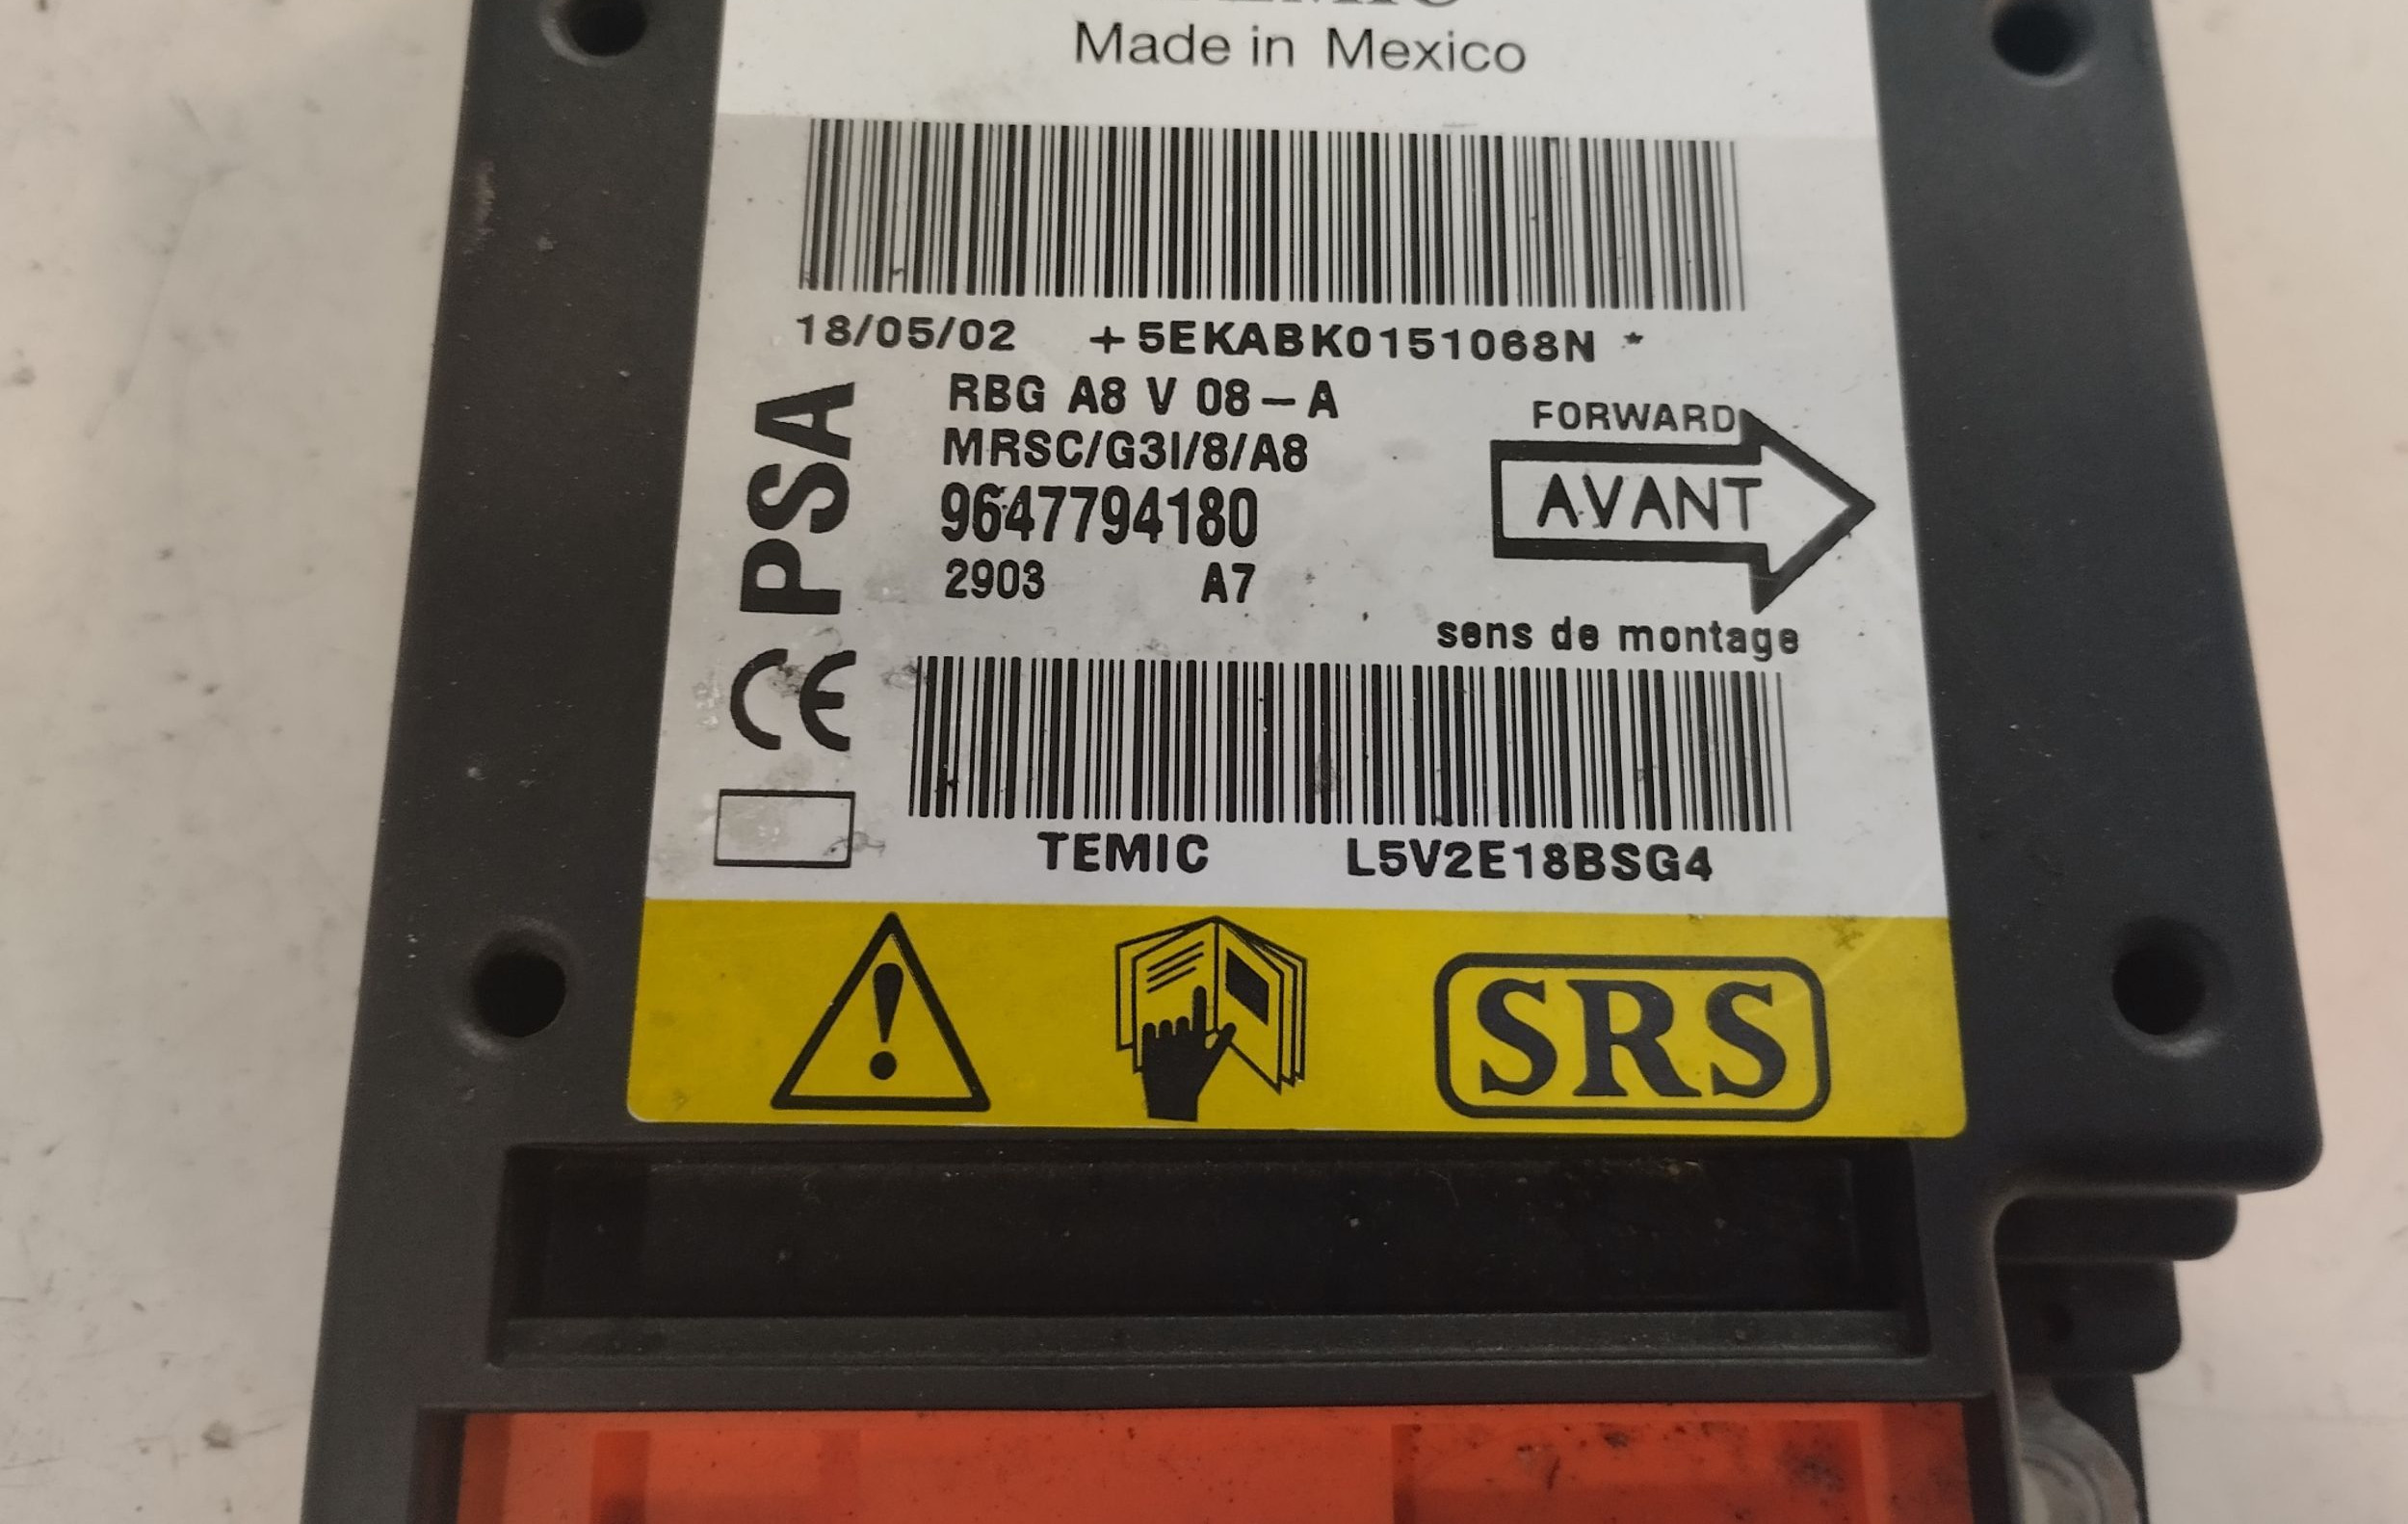 Made in Mexico
18/05/02 +5EKABK0151068N *
RBG A8 V 08-A
MRSC/G3I/8/A8
9647794180
2903 A7
PSA
CE
FORWARD
AVANT
sens de montage
TEMIC L5V2E18BSG4
SRS